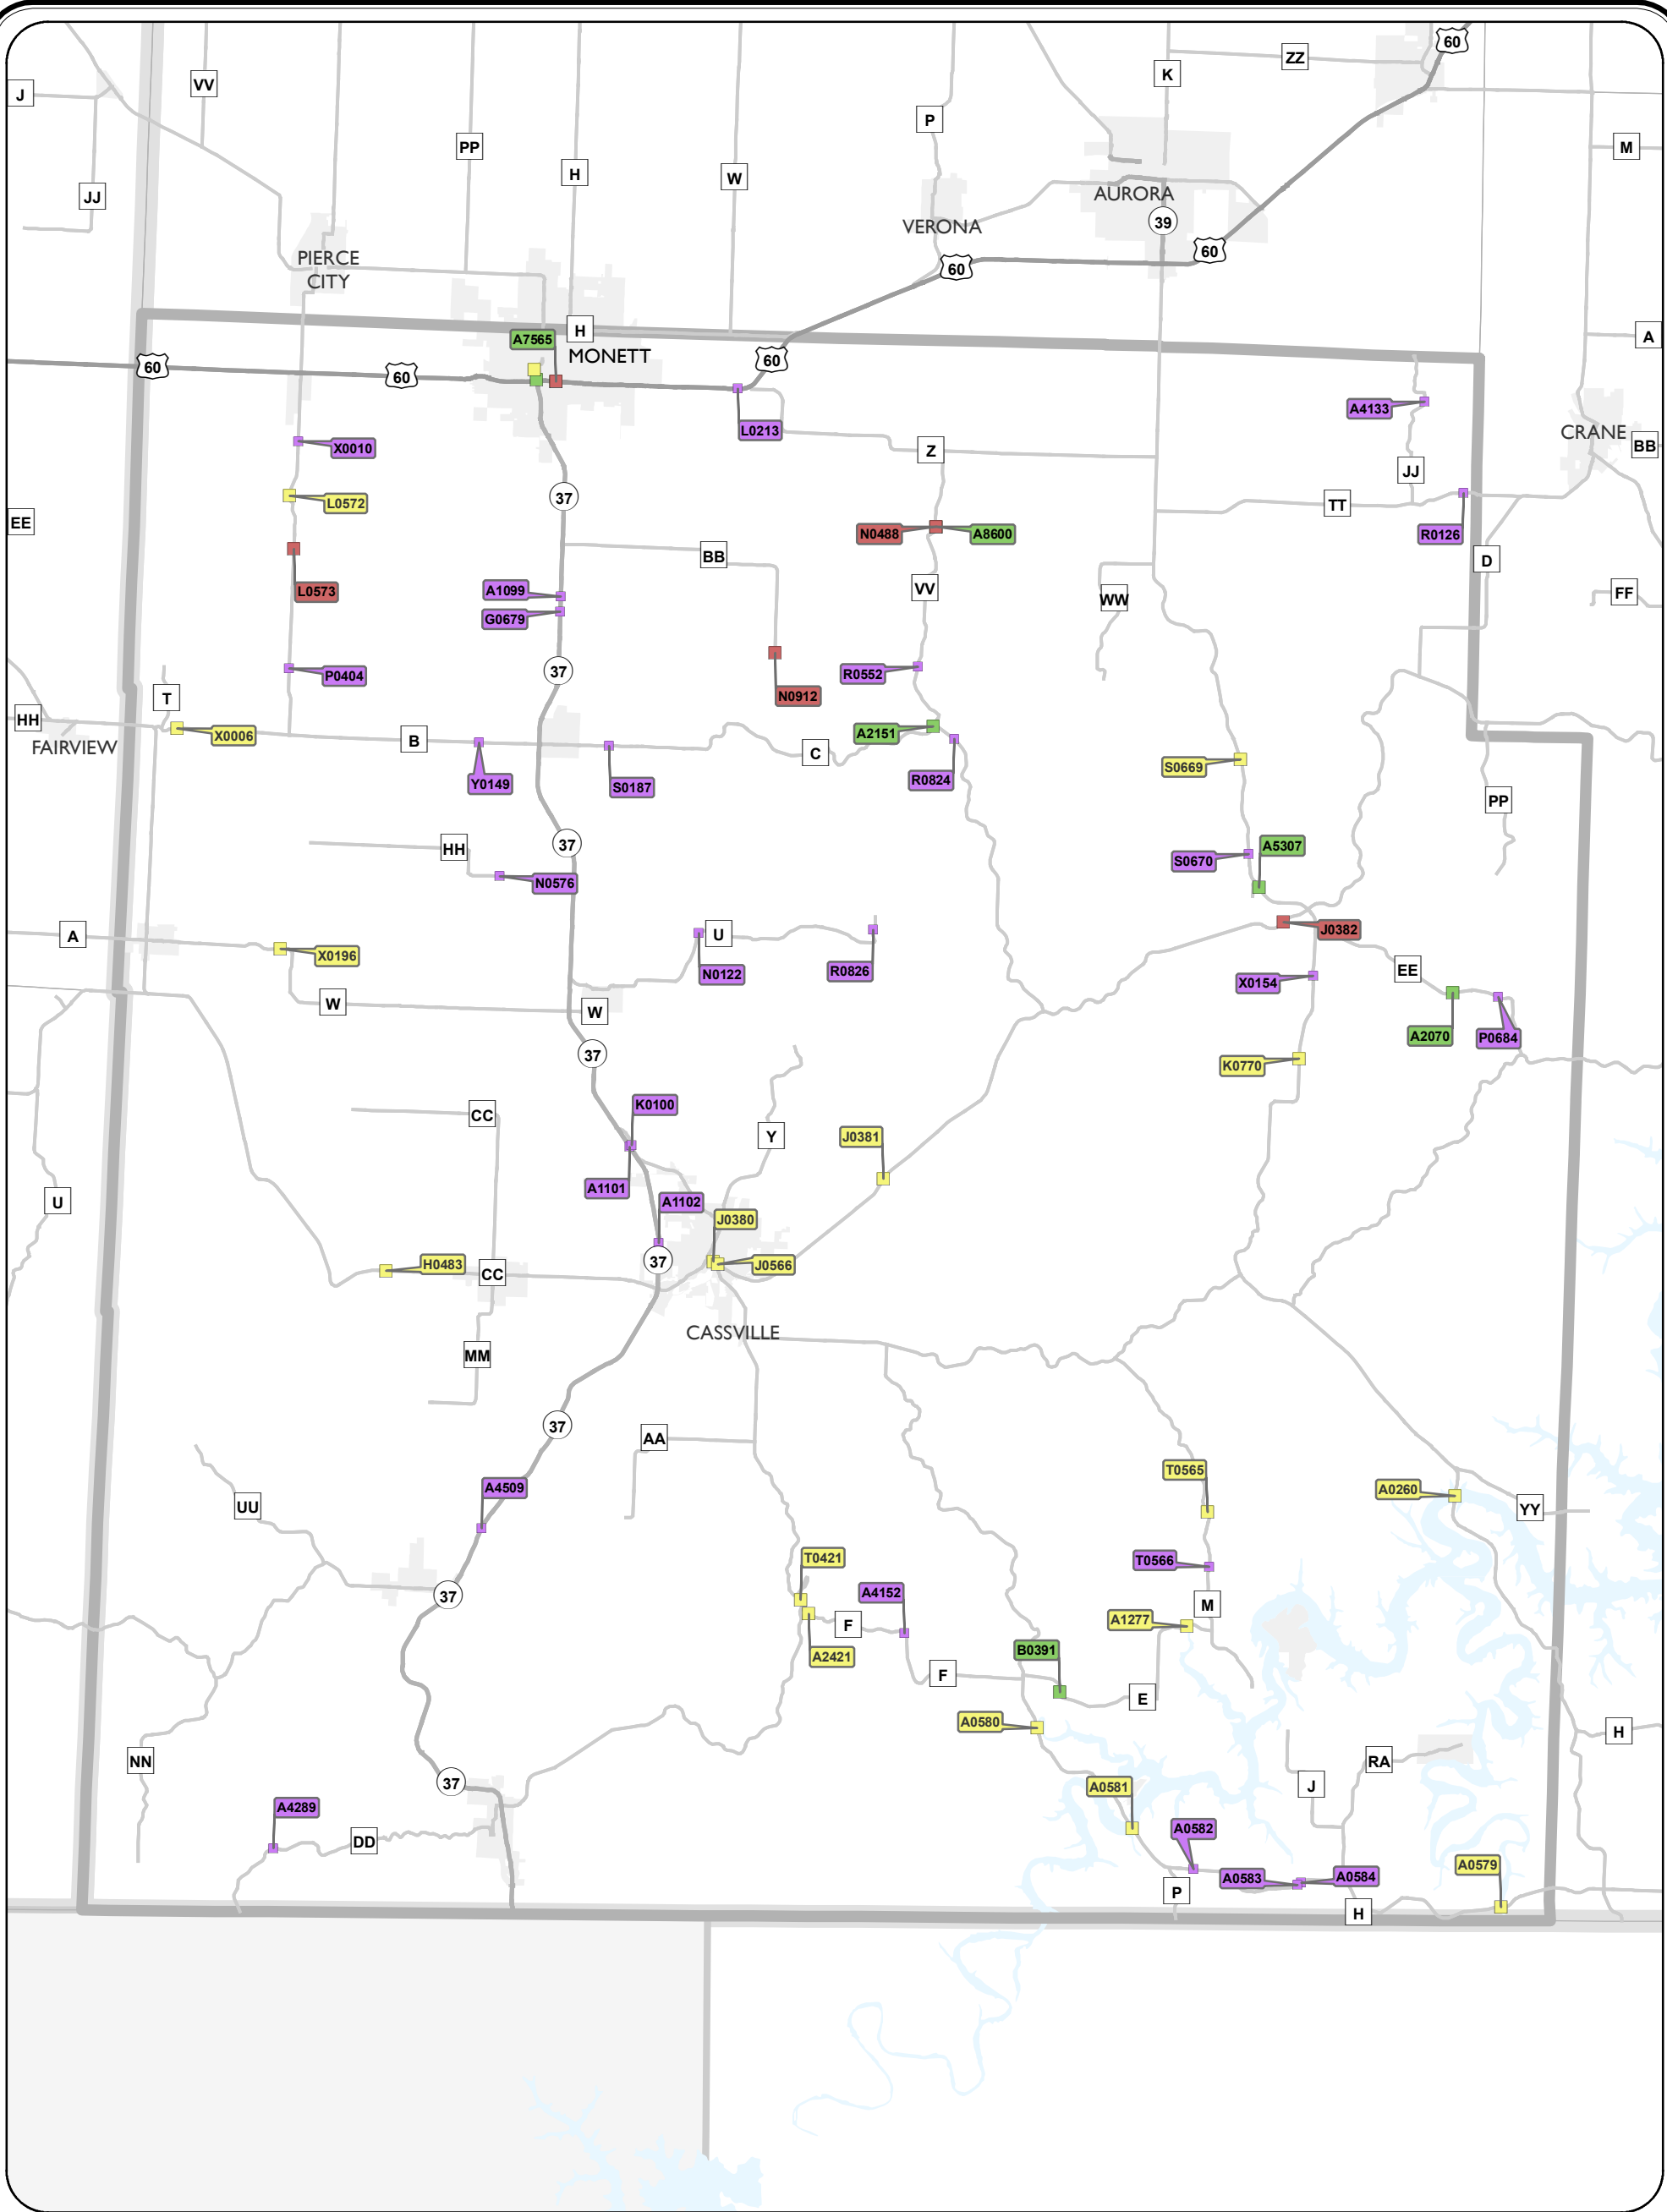 60
ZZ
K
VV
J
P
PP
M
H
W
JJ
AURORA
39
VERONA
60
PIERCE
CITY
60
H
A
A7565
MONETT
60
60
60
A4133
L0213
CRANE
BB
X0010
Z
JJ
37
L0572
TT
EE
N0488
A8600
R0126
BB
D
A1099
VV
L0573
WW
FF
G0679
37
P0404
R0552
N0912
T
HH
X0006
A2151
B
FAIRVIEW
C
S0669
Y0149
S0187
R0824
PP
37
HH
A5307
S0670
N0576
J0382
A
U
X0196
N0122
R0826
EE
X0154
W
W
A2070
P0684
37
K0770
K0100
CC
Y
J0381
A1101
U
A1102
J0380
37
H0483
J0566
CC
CASSVILLE
MM
37
AA
T0565
A4509
A0260
UU
YY
T0421
T0566
A4152
37
M
A1277
F
B0391
A2421
F
E
A0580
H
NN
RA
37
J
A0581
A4289
A0582
DD
A0579
A0583
A0584
P
H